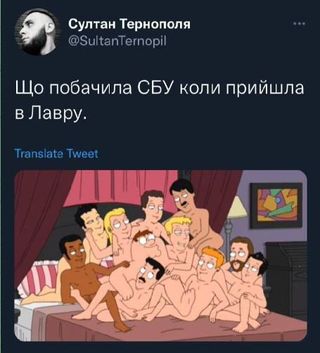 Султан Тернополя
@SultanTernopil
Що побачила СБУ коли прийшла
в Лавру.
Translate Tweet